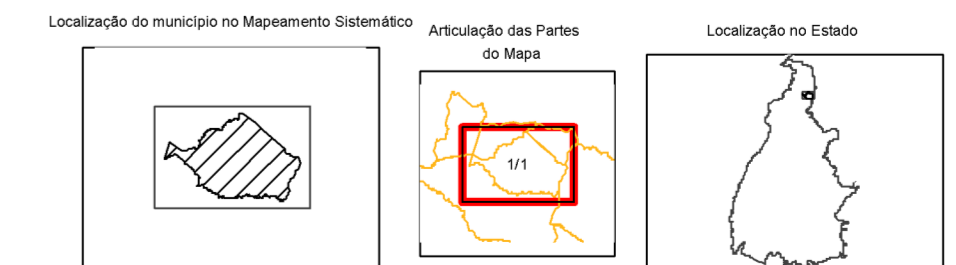 Localização do município no Mapeamento Sistemático
Articulação das Partes
do Mapa
Localização no Estado
1/1